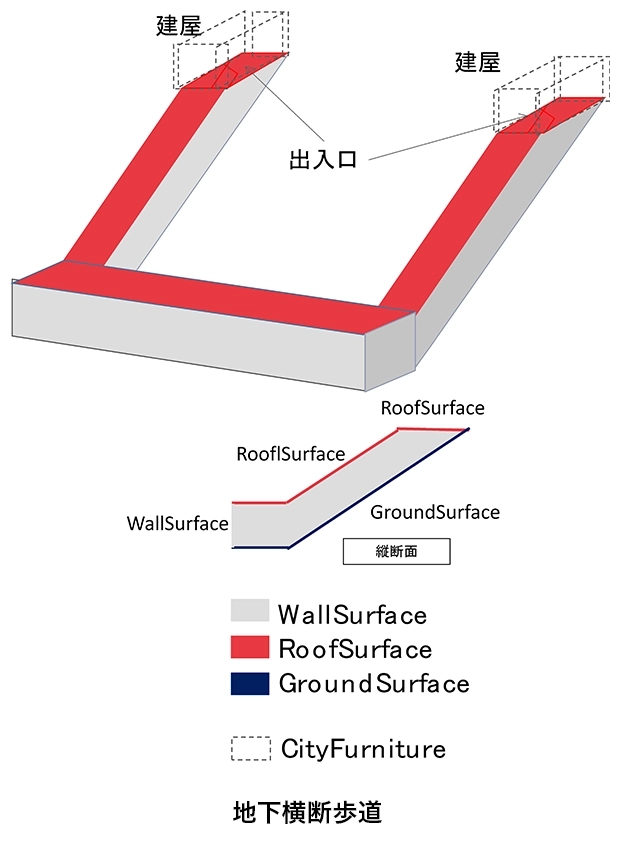 建屋
建屋
出入口
RoofSurface
RooflSurface
WallSurface
GroundSurface
縦断面
WallSurface
RoofSurface
GroundSurface
CityFurniture
地下横断歩道